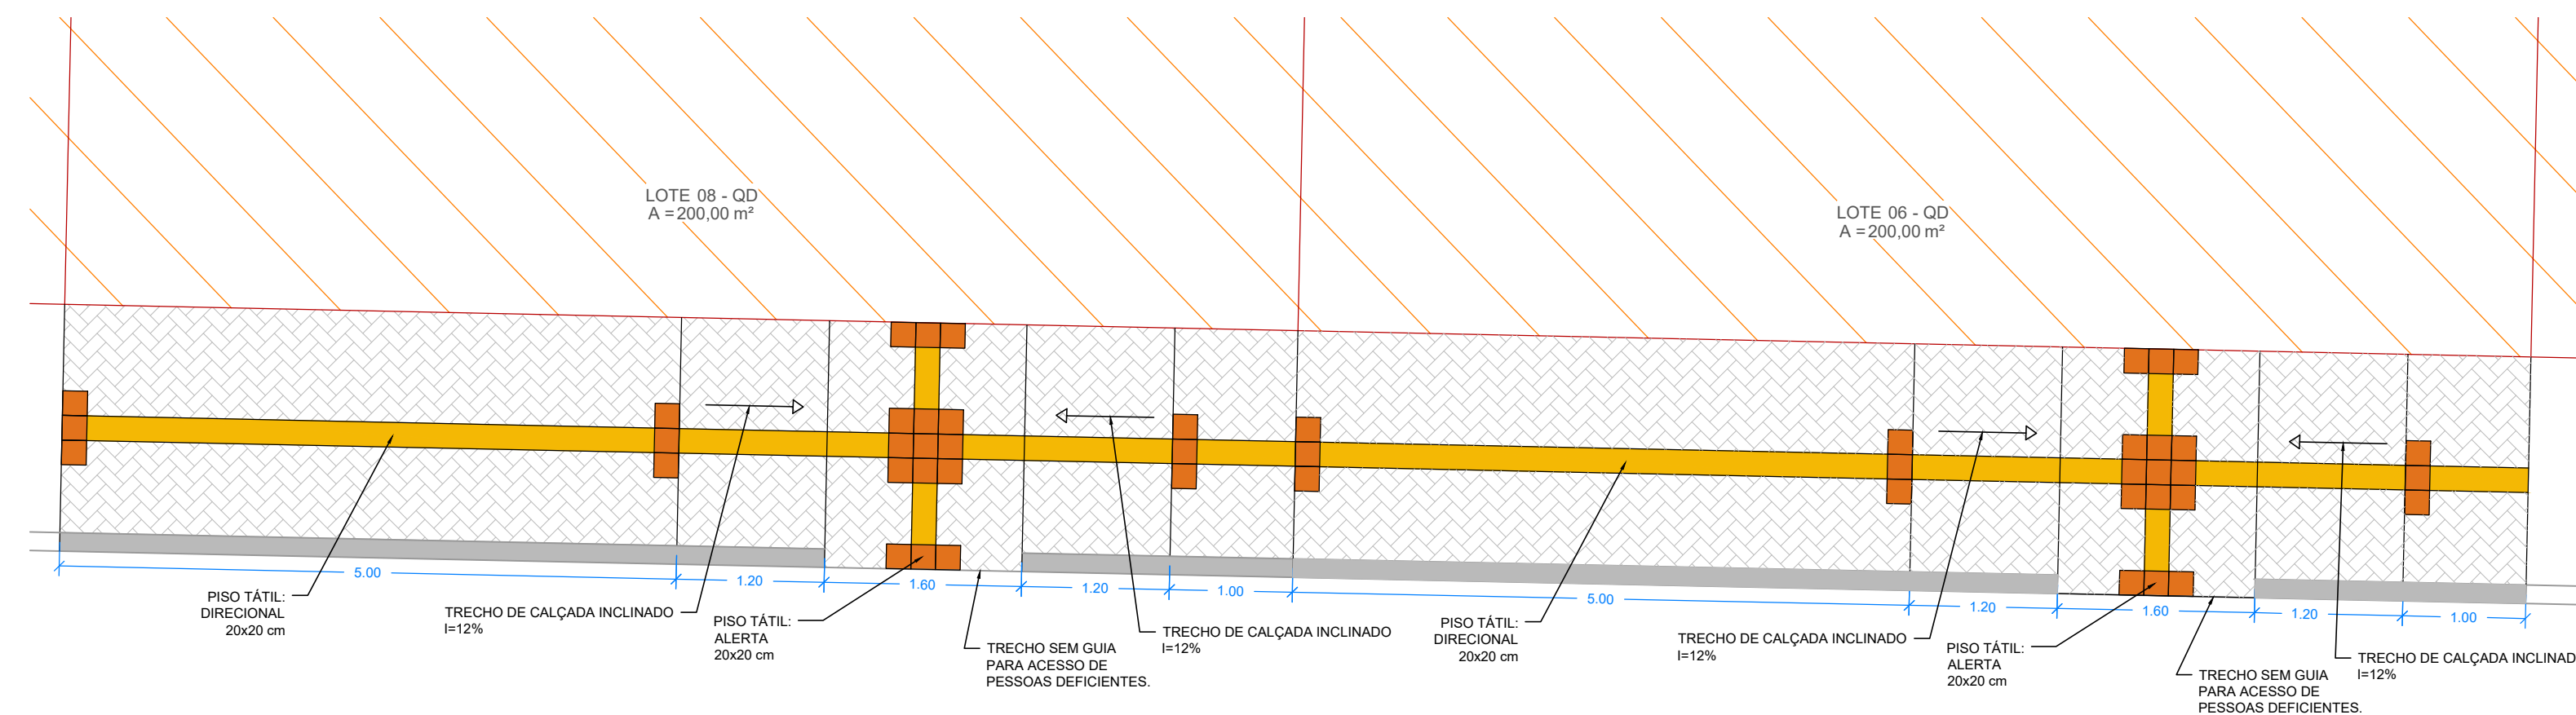 LOTE 08 - QD
A =200,00 m²
LOTE 06 - QD
A =200,00 m²
5.00
1.20
1.60
1.20
1.00
5.00
1.20
1.60
1.20
1.00
PISO TÁTIL:
DIRECIONAL
20x20 cm
TRECHO DE CALÇADA INCLINADO
I=12%
PISO TÁTIL:
ALERTA
20x20 cm
TRECHO SEM GUIA
PARA ACESSO DE
PESSOAS DEFICIENTES.
TRECHO DE CALÇADA INCLINADO
I=12%
PISO TÁTIL:
DIRECIONAL
20x20 cm
TRECHO DE CALÇADA INCLINADO
I=12%
PISO TÁTIL:
ALERTA
20x20 cm
TRECHO SEM GUIA
PARA ACESSO DE
PESSOAS DEFICIENTES.
TRECHO DE CALÇADA INCLINAD
I=12%